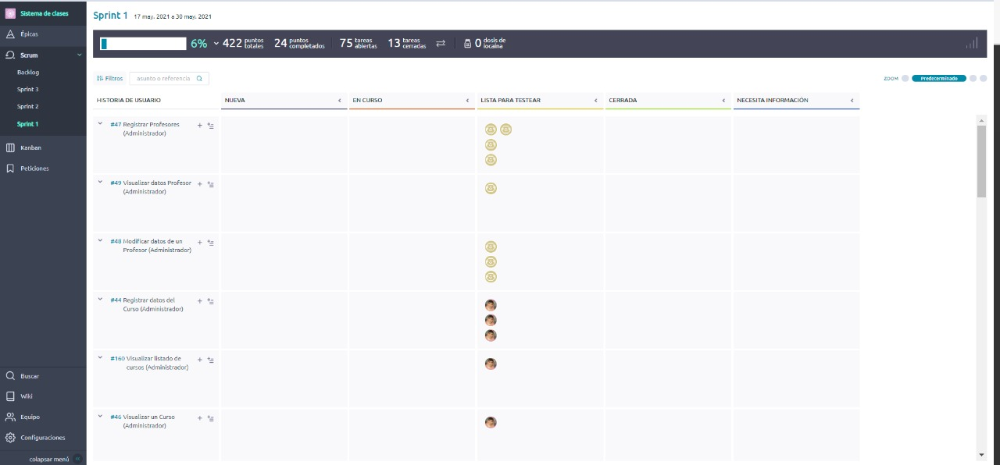 Sistema de clases
Épicas
Scrum
Backlog
Sprint 3
Sprint 2
Sprint 1
Kanban
Peticiones
Buscar
Wiki
Equipo
Configuraciones
colapsar menú
Sprint 1 17 may. 2021 a 30 may. 2021
6% 422 puntos totales 24 puntos completados 75 tareas abiertas 13 tareas cerradas 0 dosis de iocaína
Filtros asunto o referencia
ZOOM Predeterminado
HISTORIA DE USUARIO NUEVA EN CURSO LISTA PARA TESTEAR CERRADA NECESITA INFORMACIÓN
#47 Registrar Profesores
(Administrador)
#49 Visualizar datos Profesor
(Administrador)
#48 Modificar datos de un
Profesor (Administrador)
#44 Registrar datos del
Curso (Administrador)
#160 Visualizar listado de
cursos (Administrador)
#46 Visualizar un Curso
(Administrador)